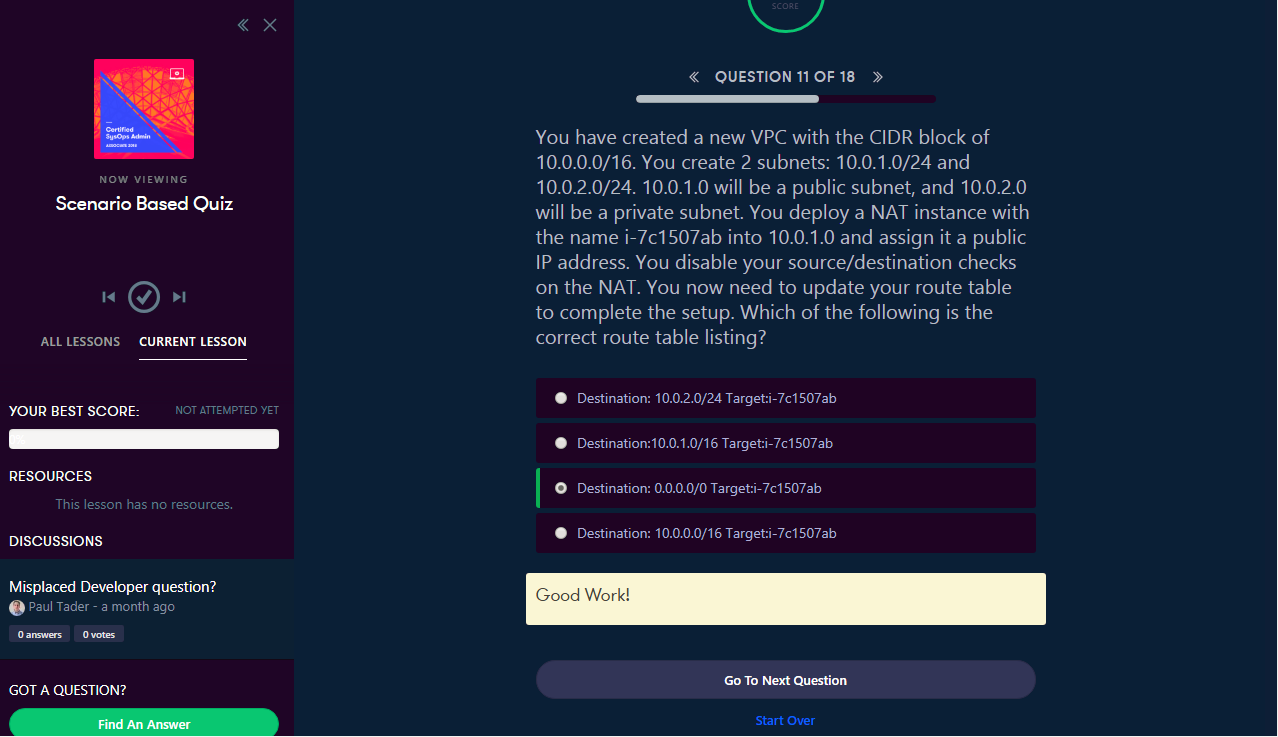 Certified
SysOps Admin
ASSOCIATE 2018
NOW VIEWING
Scenario Based Quiz
ALL LESSONS CURRENT LESSON
YOUR BEST SCORE: NOT ATTEMPTED YET
RESOURCES
This lesson has no resources.
DISCUSSIONS
Misplaced Developer question?
Paul Tader - a month ago
0 answers 0 votes
GOT A QUESTION?
Find An Answer
SCORE
QUESTION 11 OF 18
You have created a new VPC with the CIDR block of
10.0.0.0/16. You create 2 subnets: 10.0.1.0/24 and
10.0.2.0/24. 10.0.1.0 will be a public subnet, and 10.0.2.0
will be a private subnet. You deploy a NAT instance with
the name i-7c1507ab into 10.0.1.0 and assign it a public
IP address. You disable your source/destination checks
on the NAT. You now need to update your route table
to complete the setup. Which of the following is the
correct route table listing?
Destination: 10.0.2.0/24 Target:i-7c1507ab
Destination:10.0.1.0/16 Target:i-7c1507ab
Destination: 0.0.0.0/0 Target:i-7c1507ab
Destination: 10.0.0.0/16 Target:i-7c1507ab
Good Work!
Go To Next Question
Start Over